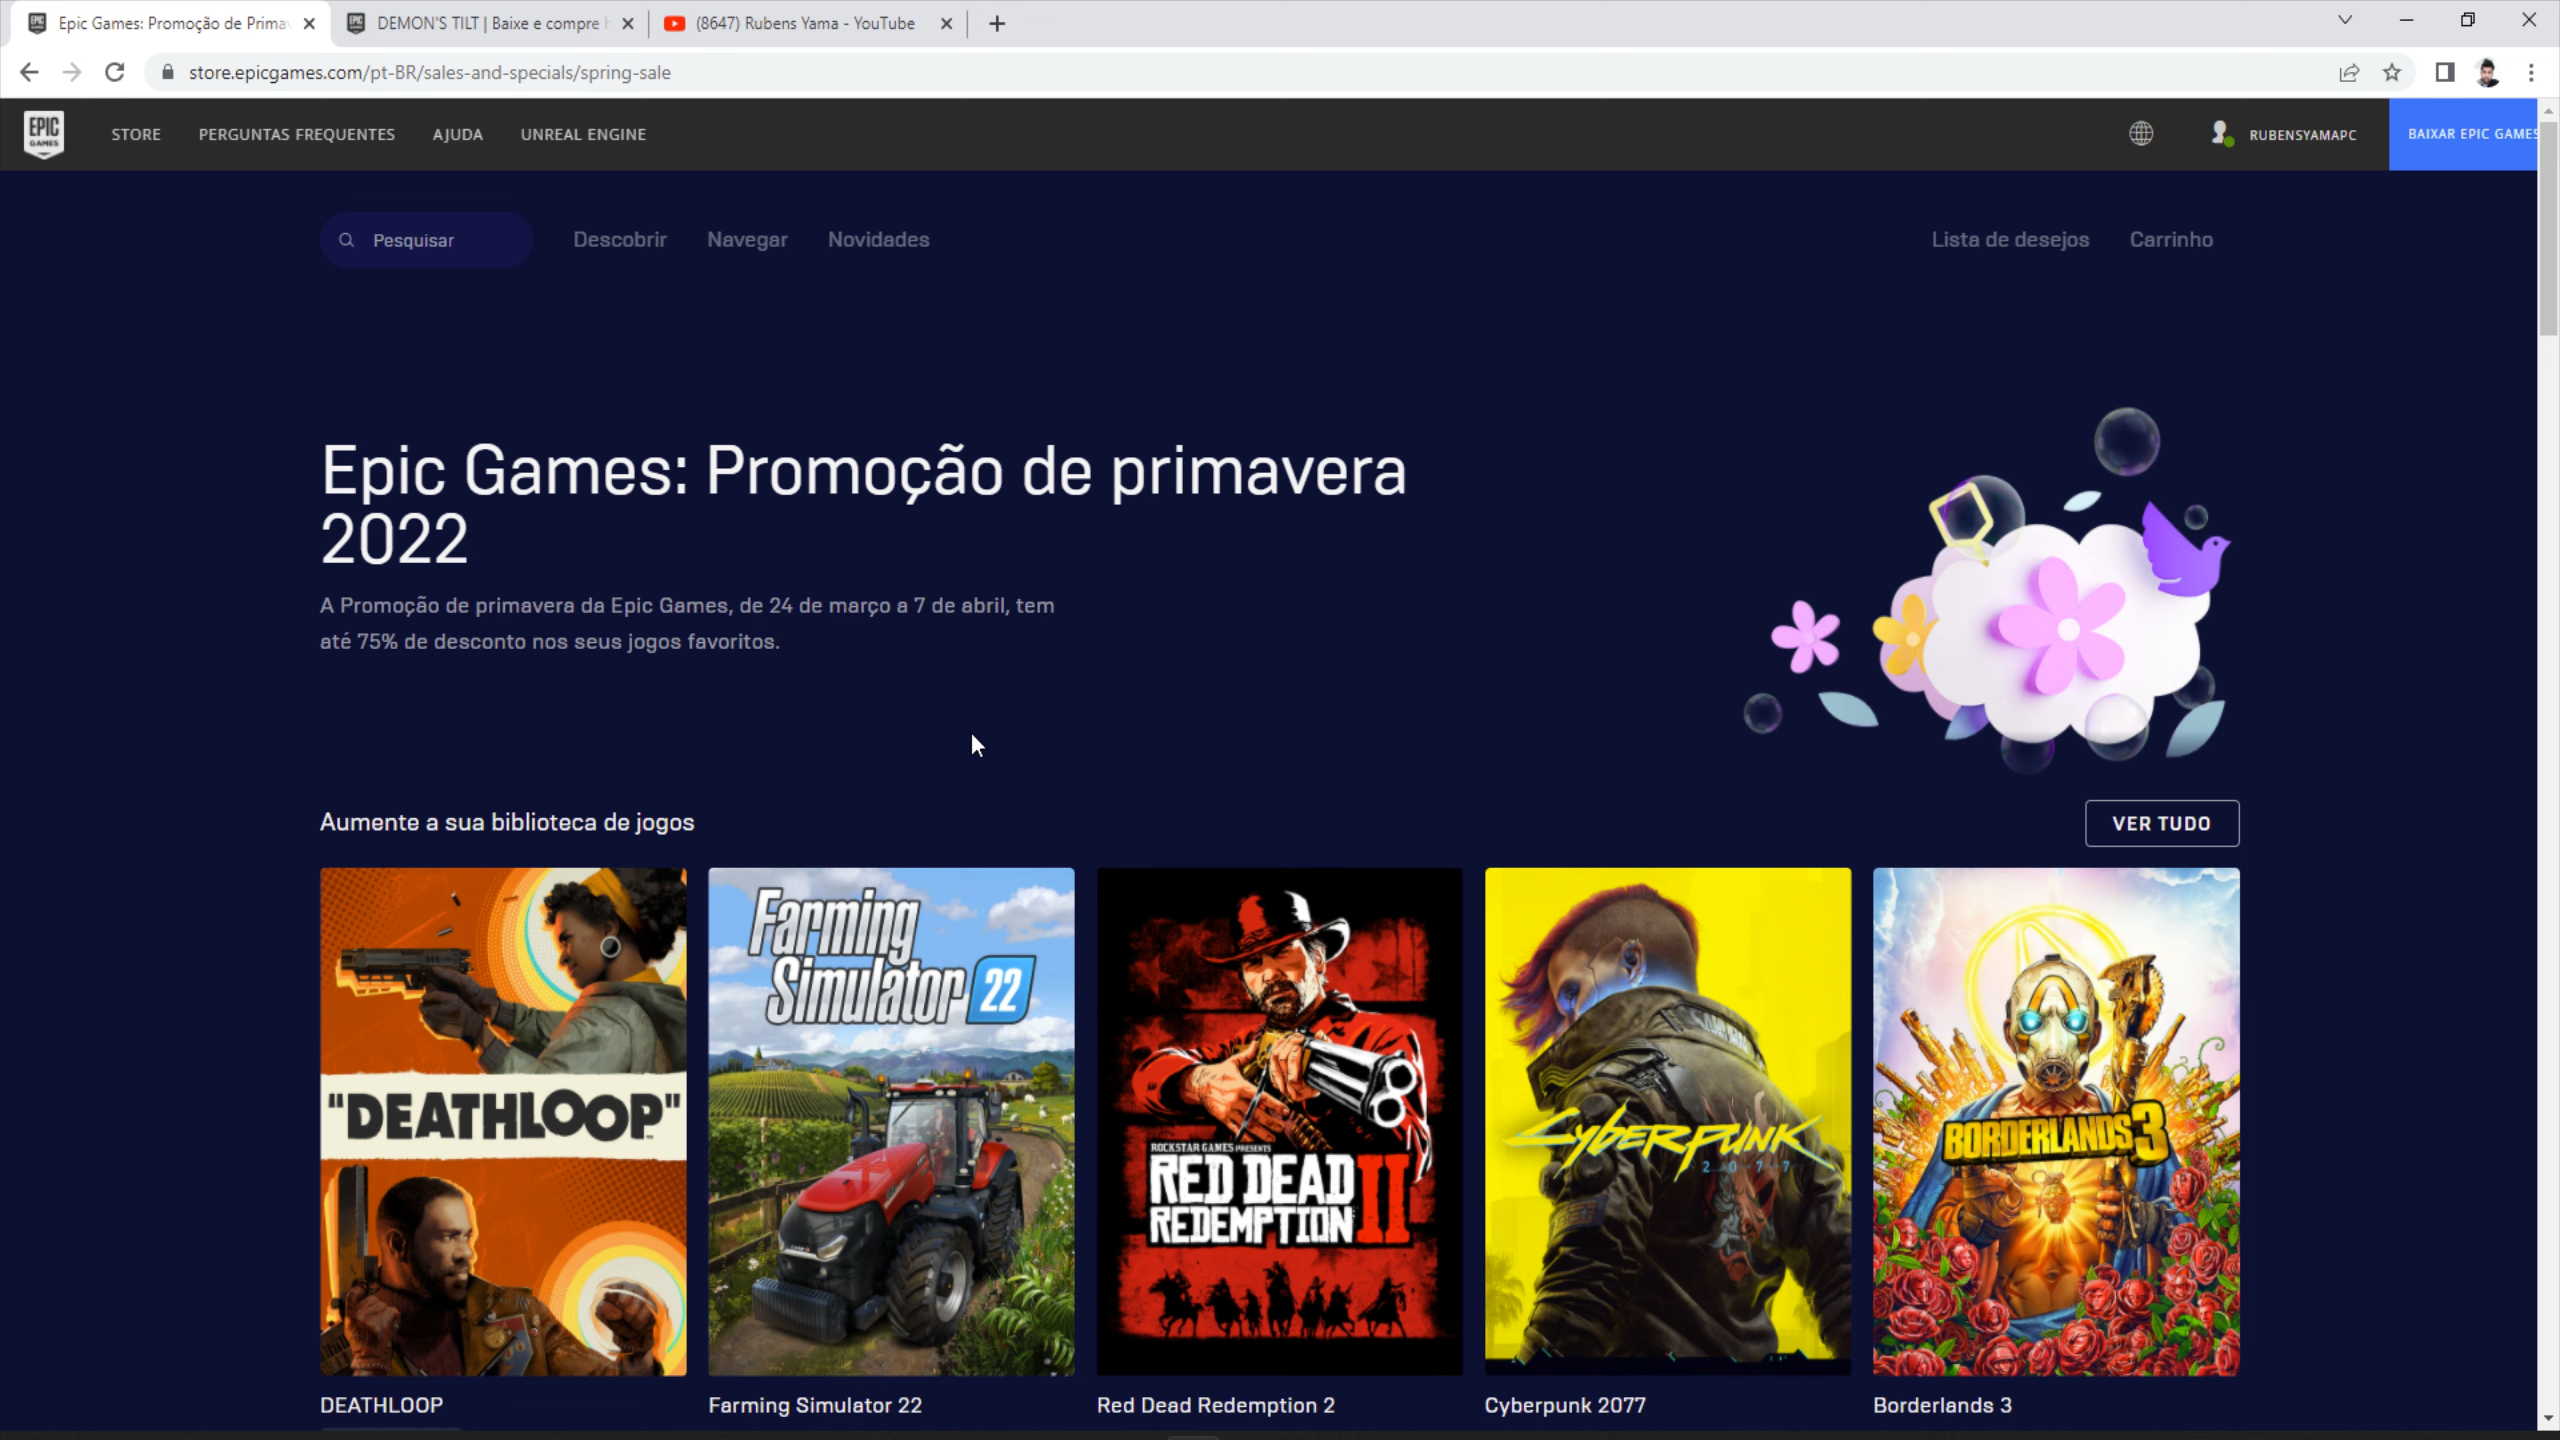 Epic Games: Promoção de Prima
DEMON'S TILT | Baixe e compre h
(8647) Rubens Yama - YouTube
store.epicgames.com/pt-BR/sales-and-specials/spring-sale
EPIC
GAMES
STORE
PERGUNTAS FREQUENTES
AJUDA
UNREAL ENGINE
RUBENSYAMAPC
BAIXAR EPIC GAMES
Pesquisar
Descobrir
Navegar
Novidades
Lista de desejos
Carrinho
Epic Games: Promoção de primavera
2022
A Promoção de primavera da Epic Games, de 24 de março a 7 de abril, tem
até 75% de desconto nos seus jogos favoritos.
Aumente a sua biblioteca de jogos
VER TUDO
"DEATHLOOP"
Farming
Simulator 22
ROCKSTAR GAMES PRESENTS
RED DEAD
REDEMPTION II
CYBERPUNK
2077
BORDERLANDS 3
DEATHLOOP
Farming Simulator 22
Red Dead Redemption 2
Cyberpunk 2077
Borderlands 3